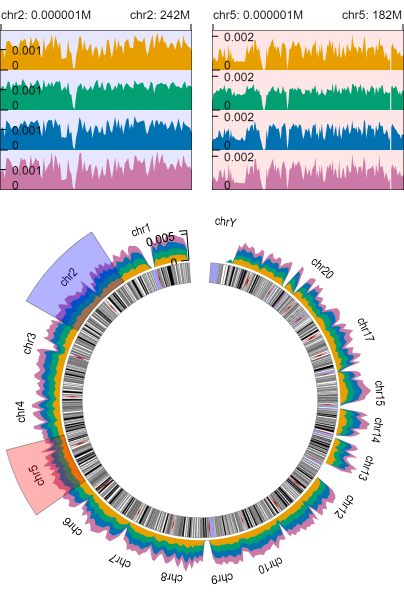 chr2: 0.000001M chr2: 242M chr5: 0.000001M chr5: 182M
0.001 0.002
0 0
0.001 0.002
0 0
0.001 0.002
0 0
0.001 0.002
0 0
chr1 chrY
0.005
0
chr2 chr20
chr3 chr17
chr4 chr15
chr14
chr5 chr13
chr6 chr12
chr7 chr10
chr8 chr9